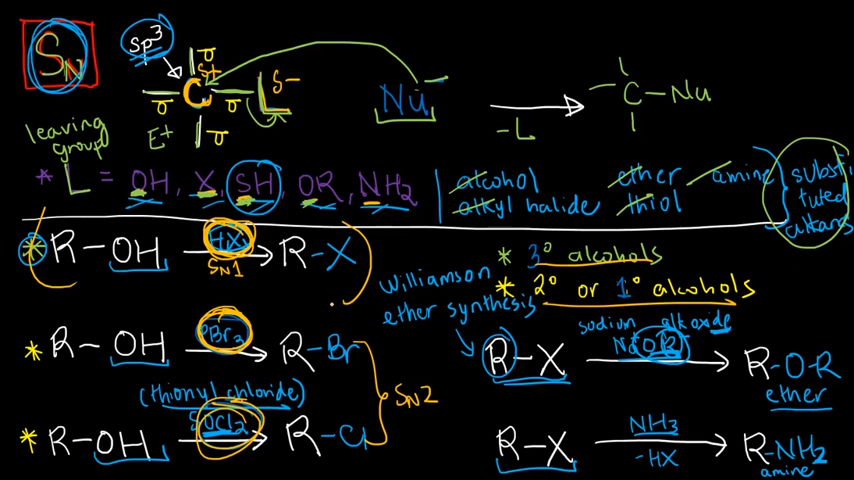 SN
sp3
σ
δ+
δ-
σ C σ L
σ
E+
Nu-
-L
C-Nu
leaving group
* L = OH, X, SH, OR, NH2
alcohol ether amine
alkyl halide thiol
substituted alkans
* R-OH HX R-X
SN1
* 3° alcohols
* 2° or 1° alcohols
Williamson
ether synthesis
* R-OH PBr3 R-Br
(thionyl chloride)
* R-OH SOCl2 R-Cl
SN2
sodium alkoxide
R-X NaOR R-O-R
ether
R-X NH3 R-NH2
-HX
amine